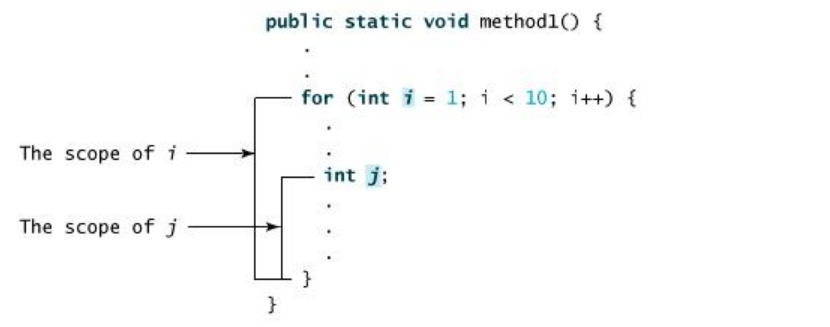 public static void method1() {
.
.
for (int i = 1; i < 10; i++) {
.
The scope of i
.
int j;
.
The scope of j
.
.
}
}